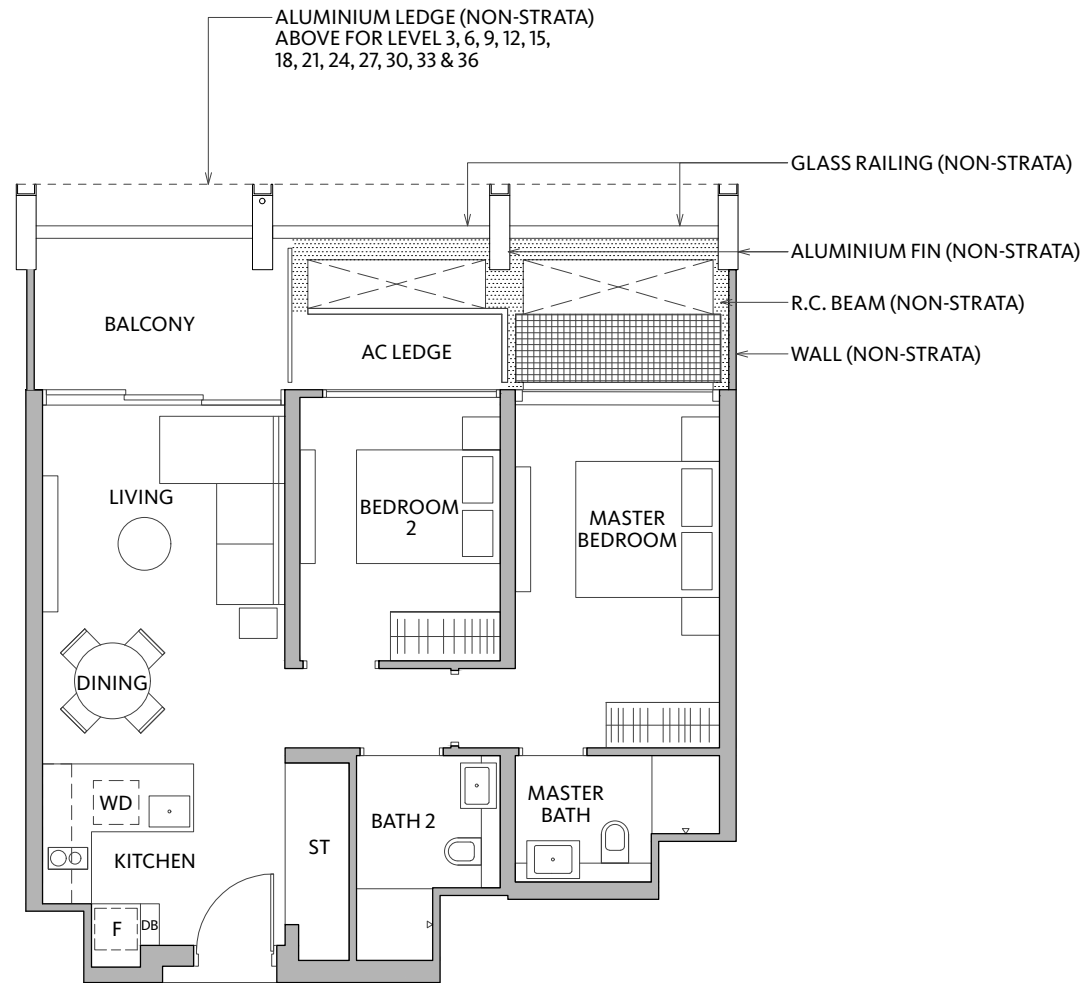 ALUMINIUM LEDGE (NON-STRATA)
ABOVE FOR LEVEL 3, 6, 9, 12, 15,
18, 21, 24, 27, 30, 33 & 36
GLASS RAILING (NON-STRATA)
ALUMINIUM FIN (NON-STRATA)
R.C. BEAM (NON-STRATA)
WALL (NON-STRATA)
BALCONY
AC LEDGE
LIVING
BEDROOM
2
MASTER
BEDROOM
DINING
WD
KITCHEN
F
DB
ST
BATH 2
MASTER
BATH